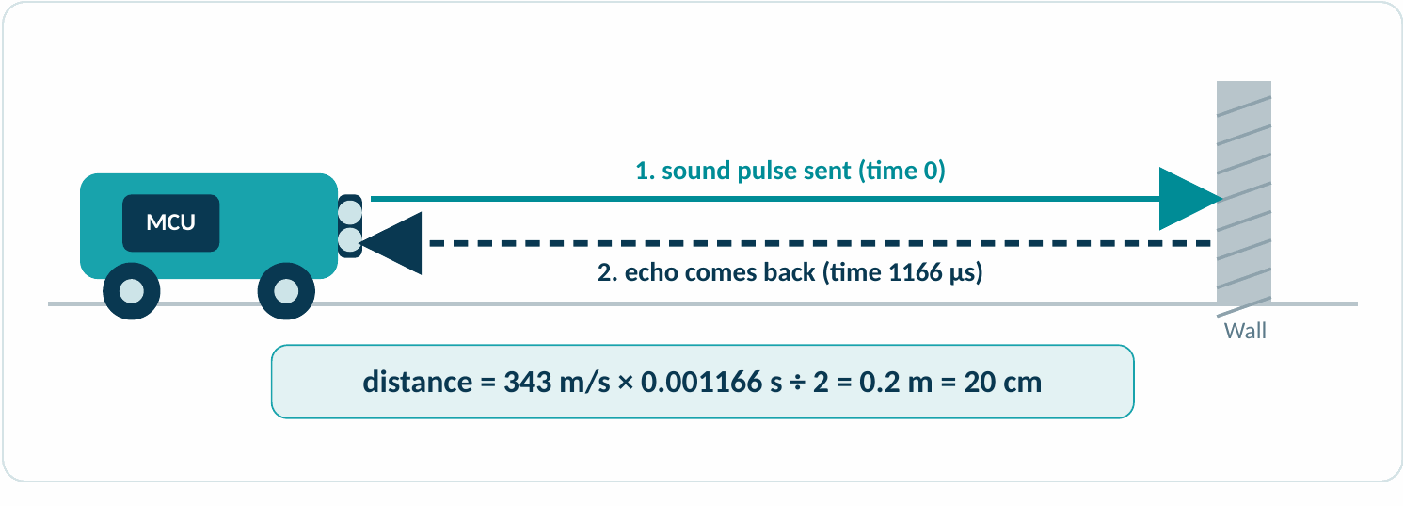 1. sound pulse sent (time 0)
MCU
2. echo comes back (time 1166 µs)
Wall
distance = 343 m/s × 0.001166 s ÷ 2 = 0.2 m = 20 cm